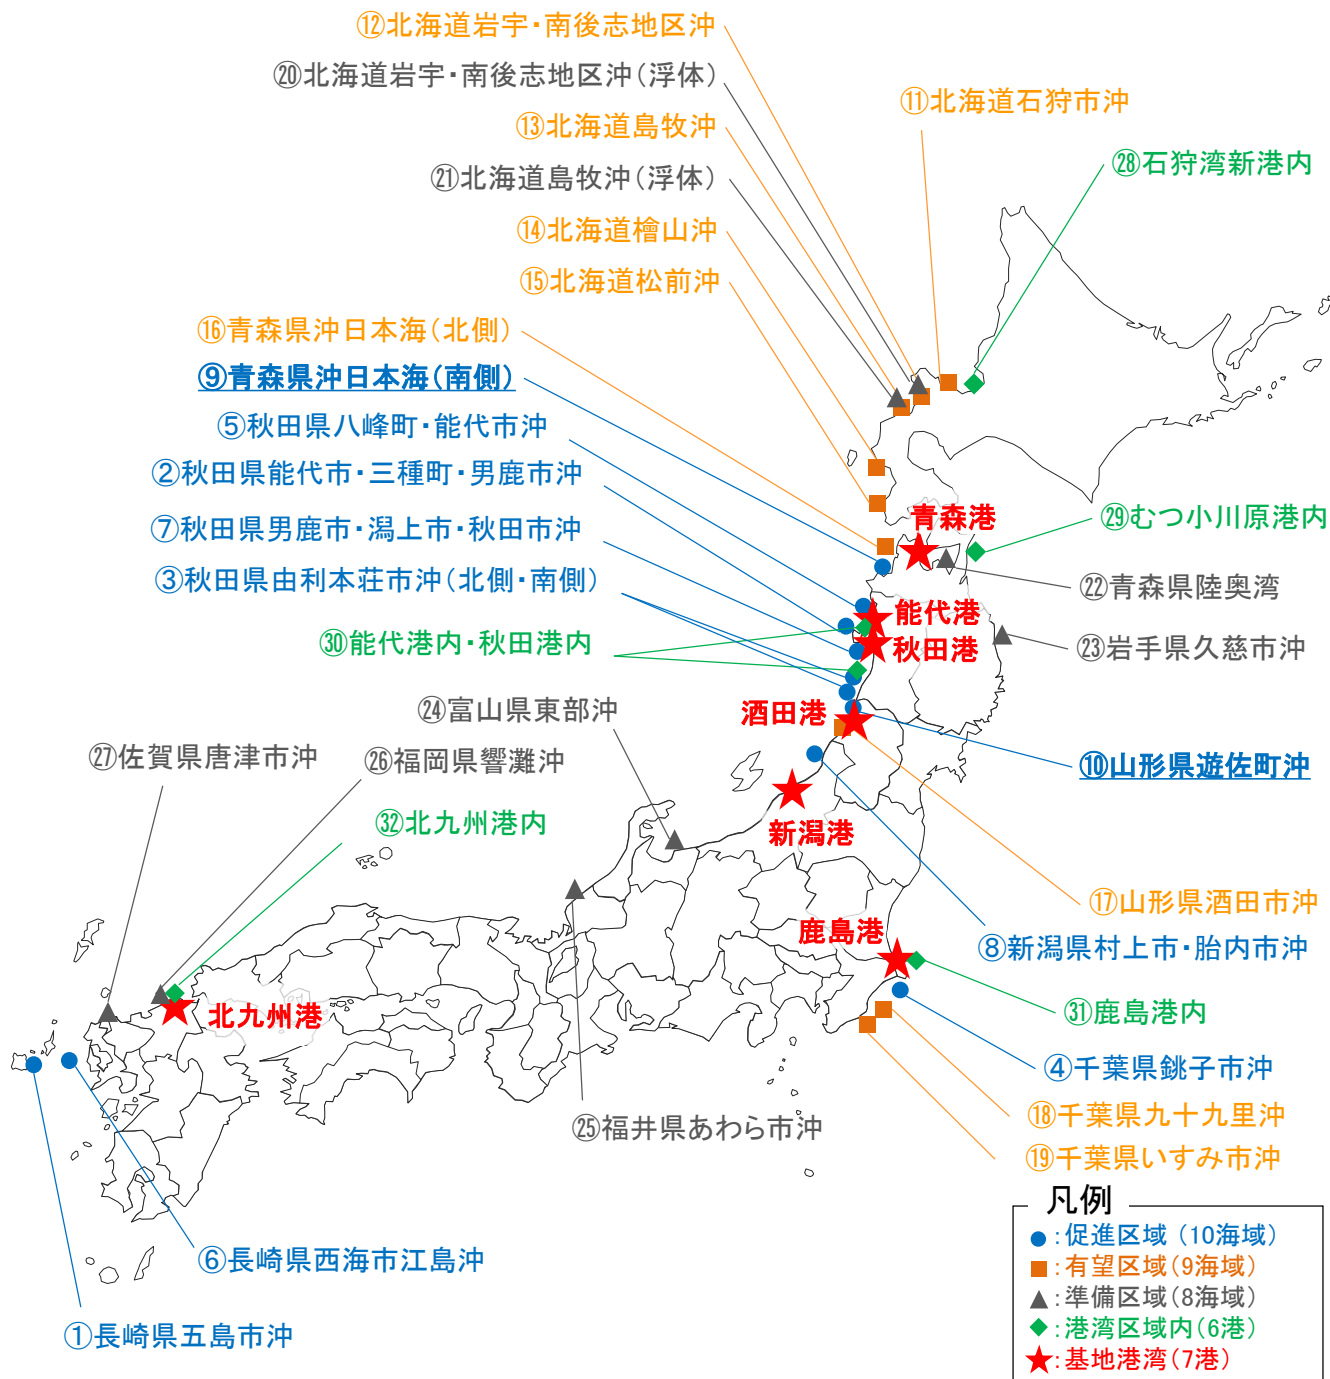 ⑫北海道岩宇・南後志地区沖
⑳北海道岩宇・南後志地区沖(浮体)
⑪北海道石狩市沖
⑬北海道島牧沖
㉘石狩湾新港内
㉑北海道島牧沖(浮体)
⑭北海道檜山沖
⑮北海道松前沖
⑯青森県沖日本海(北側)
⑨青森県沖日本海(南側)
⑤秋田県八峰町・能代市沖
②秋田県能代市・三種町・男鹿市沖
⑦秋田県男鹿市・潟上市・秋田市沖
青森港
㉙むつ小川原港内
③秋田県由利本荘市沖(北側・南側)
㉒青森県陸奥湾
能代港
㉚能代港内・秋田港内
秋田港
㉓岩手県久慈市沖
㉔富山県東部沖
酒田港
㉗佐賀県唐津市沖
㉖福岡県響灘沖
⑩山形県遊佐町沖
㉜北九州港内
新潟港
⑰山形県酒田市沖
鹿島港
⑧新潟県村上市・胎内市沖
北九州港
㉛鹿島港内
④千葉県銚子市沖
⑱千葉県九十九里沖
㉕福井県あわら市沖
⑲千葉県いすみ市沖
⑥長崎県西海市江島沖
①長崎県五島市沖
凡例
●:促進区域(10海域)
■:有望区域(9海域)
▲:準備区域(8海域)
◆:港湾区域内(6港)
★:基地港湾(7港)